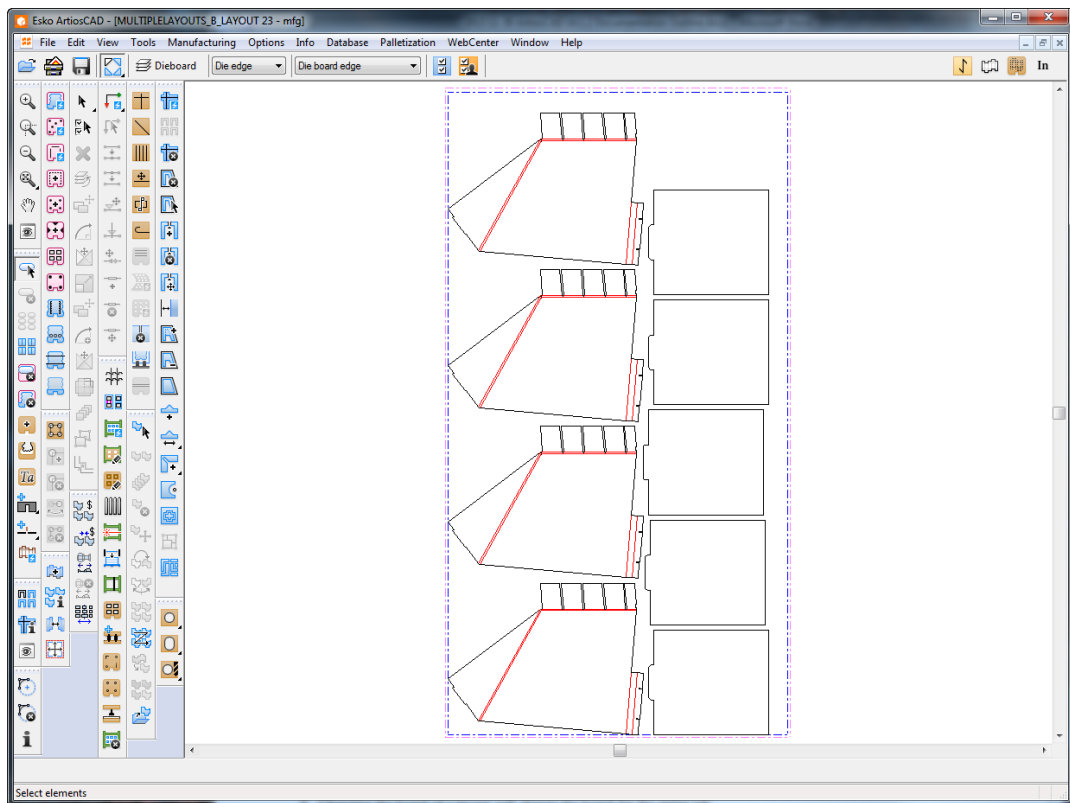 Esko ArtiosCAD - [MULTIPLELAYOUTS_B_LAYOUT 23 - mfg]
File Edit View Tools Manufacturing Options Info Database Palletization WebCenter Window Help
Dieboard Die edge Die board edge In
Ta
Select elements